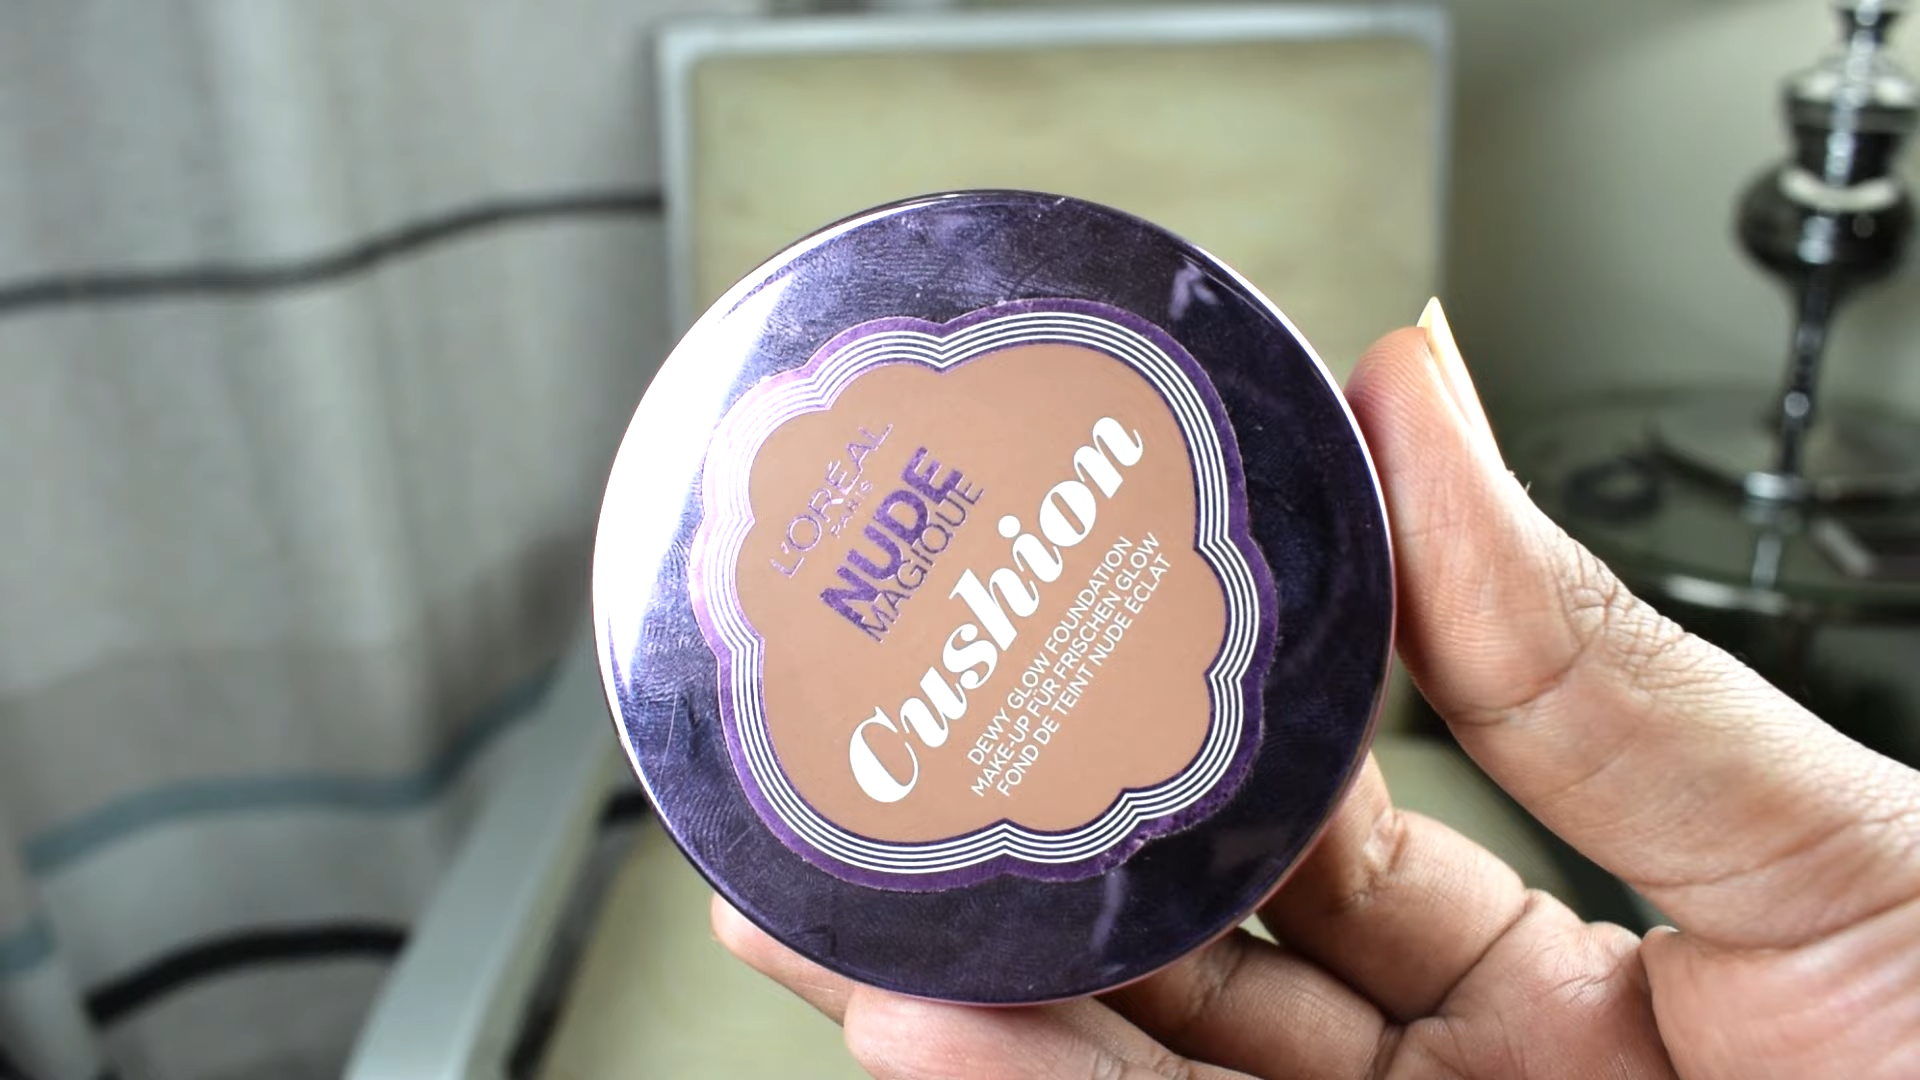 L'ORÉAL
PARIS
NUDE
MAGIQUE
Cushion
DEWY GLOW FOUNDATION
MAKE-UP FÜR FRISCHEN GLOW
FOND DE TEINT NUDE ÉCLAT